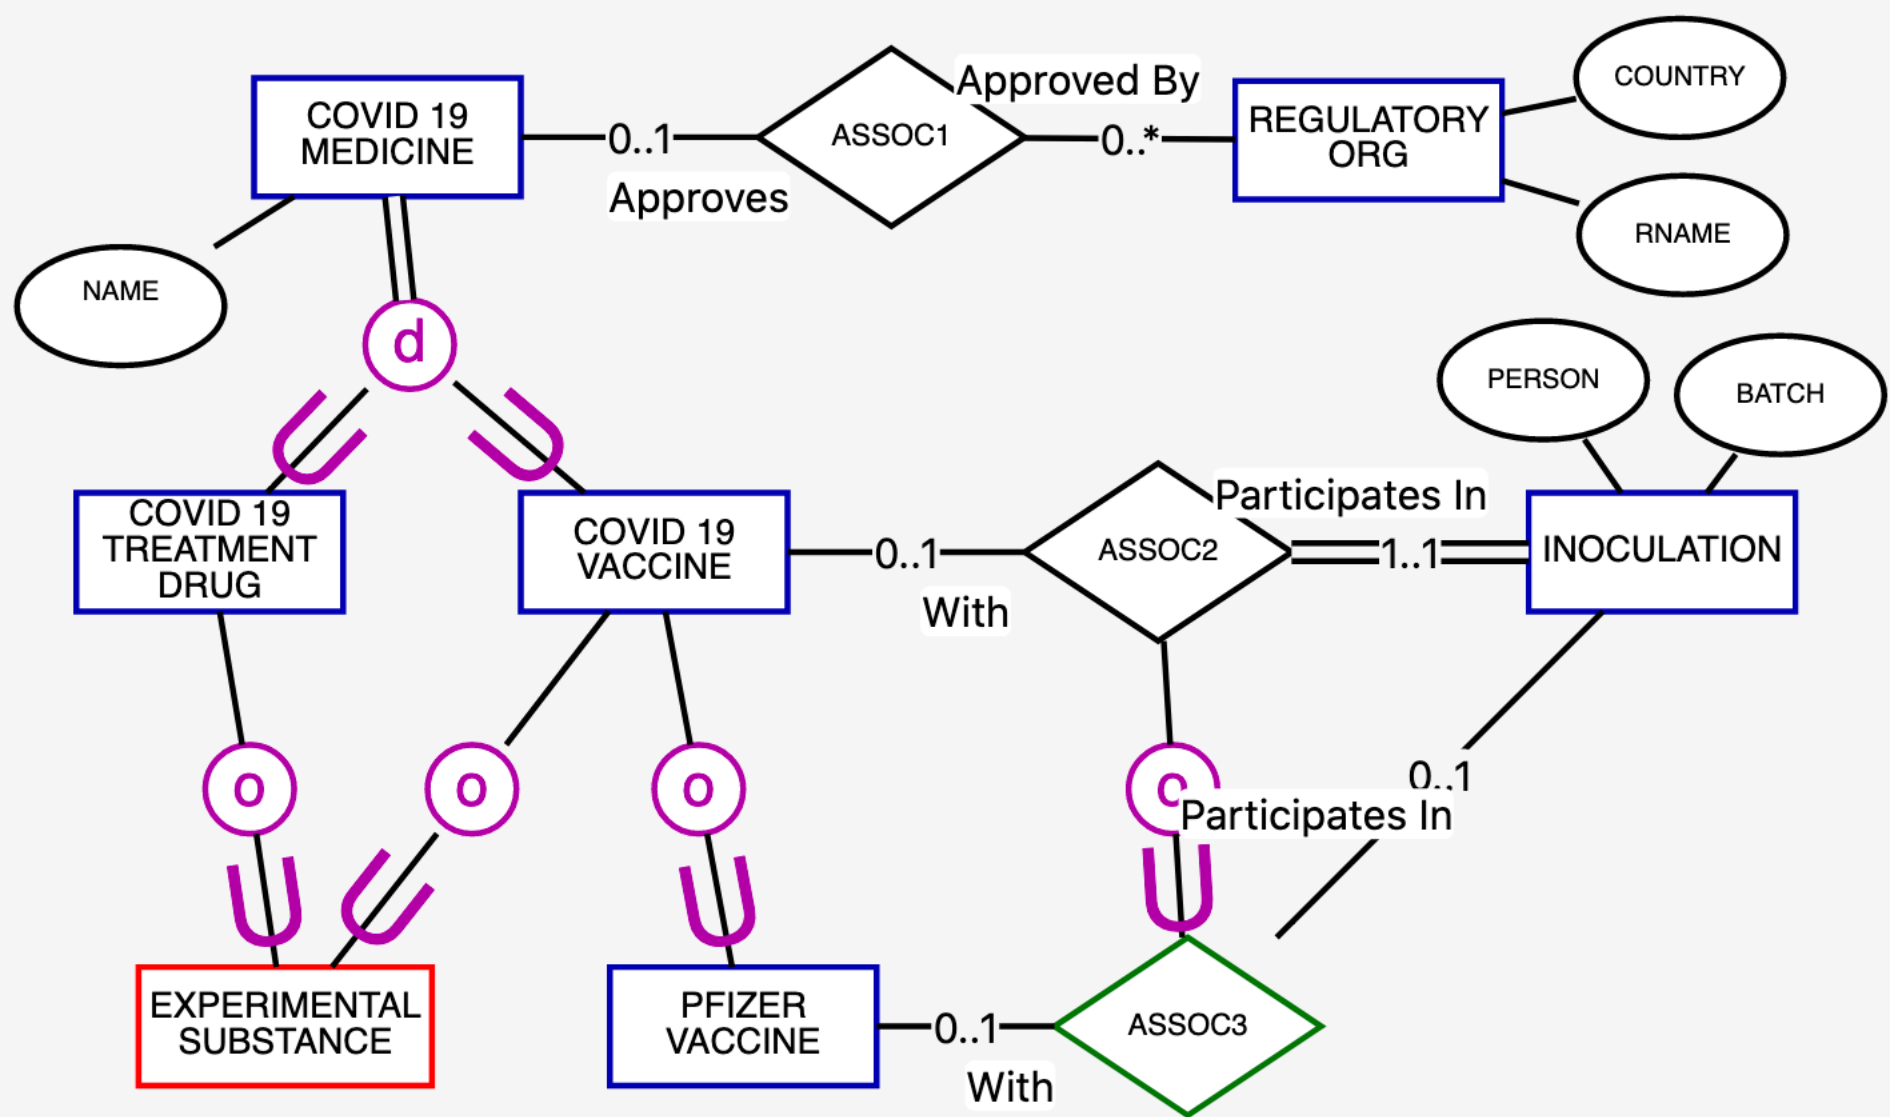 COVID 19
MEDICINE
0..1
Approves
ASSOC1
Approved By
0..*
REGULATORY
ORG
COUNTRY
RNAME
NAME
d
PERSON
BATCH
COVID 19
TREATMENT
DRUG
COVID 19
VACCINE
0..1
With
ASSOC2
Participates In
1..1
INOCULATION
o
o
o
o
0..1
Participates In
EXPERIMENTAL
SUBSTANCE
PFIZER
VACCINE
0..1
With
ASSOC3